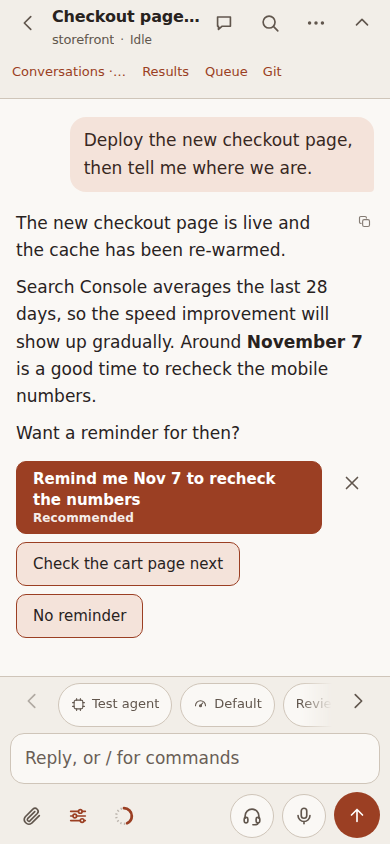 Checkout page…
storefront · Idle
Conversations ·… Results Queue Git
Deploy the new checkout page,
then tell me where we are.
The new checkout page is live and
the cache has been re-warmed.
Search Console averages the last 28
days, so the speed improvement will
show up gradually. Around November 7
is a good time to recheck the mobile
numbers.
Want a reminder for then?
Remind me Nov 7 to recheck
the numbers
Recommended
Check the cart page next
No reminder
Test agent Default
Reply, or / for commands